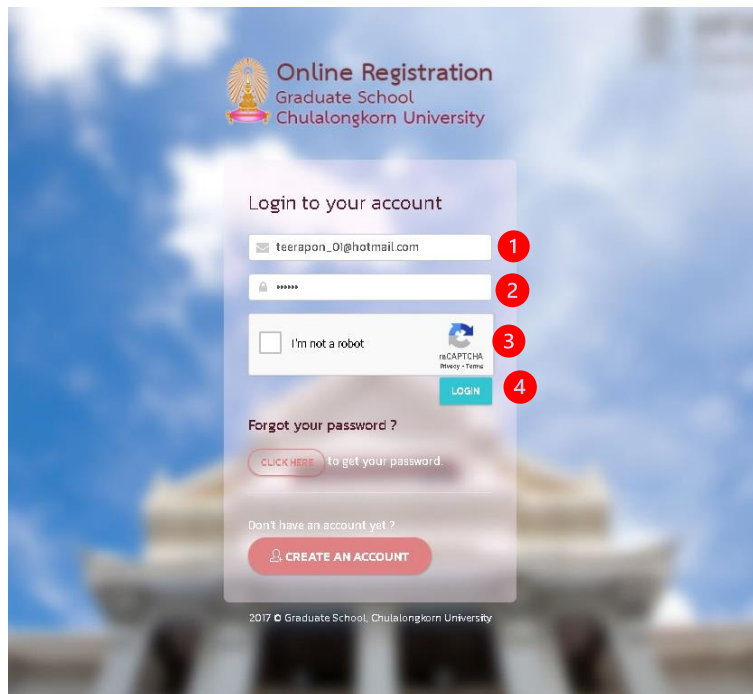 Online Registration
Graduate School
Chulalongkorn University
Login to your account
teerapon_01@hotmail.com 1
•••••• 2
I'm not a robot 3
reCAPTCHA
Privacy - Terms
LOGIN 4
Forgot your password ?
CLICK HERE to get your password.
Don't have an account yet ?
CREATE AN ACCOUNT
2017 © Graduate School, Chulalongkorn University